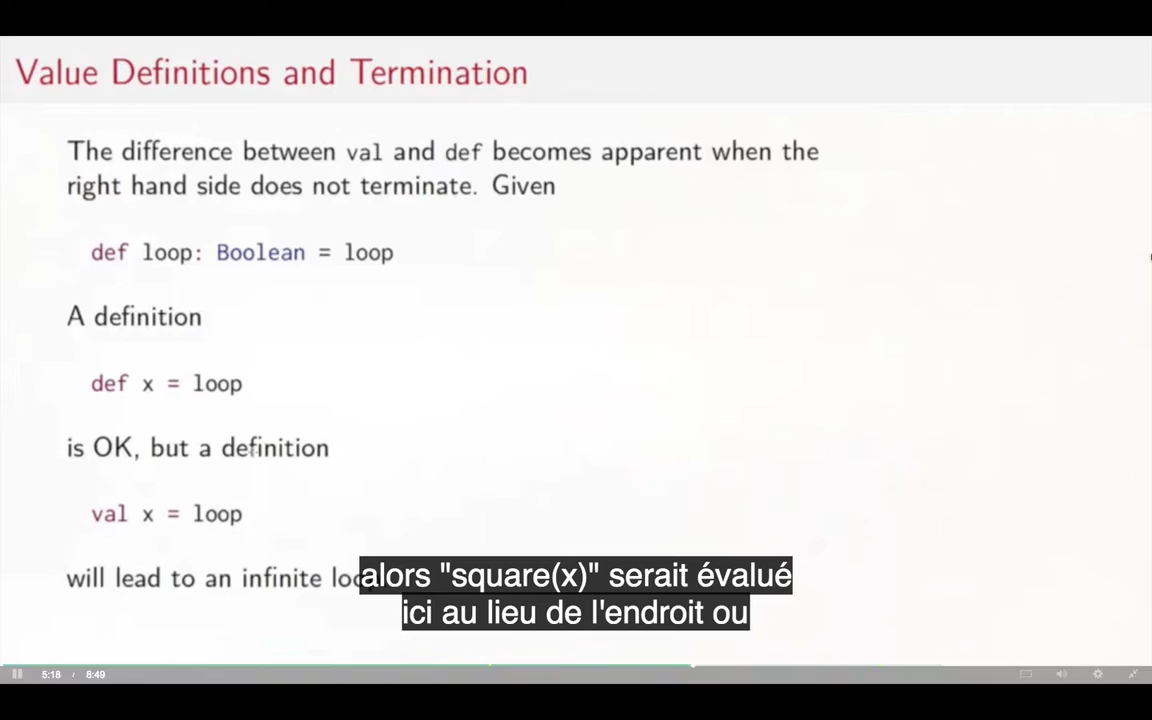 Value Definitions and Termination
The difference between val and def becomes apparent when the
right hand side does not terminate. Given
def loop: Boolean = loop
A definition
def x = loop
is OK, but a definition
val x = loop
will lead to an infinite
alors "square(x)" serait évalué
ici au lieu de l'endroit ou
5:18 / 8:49